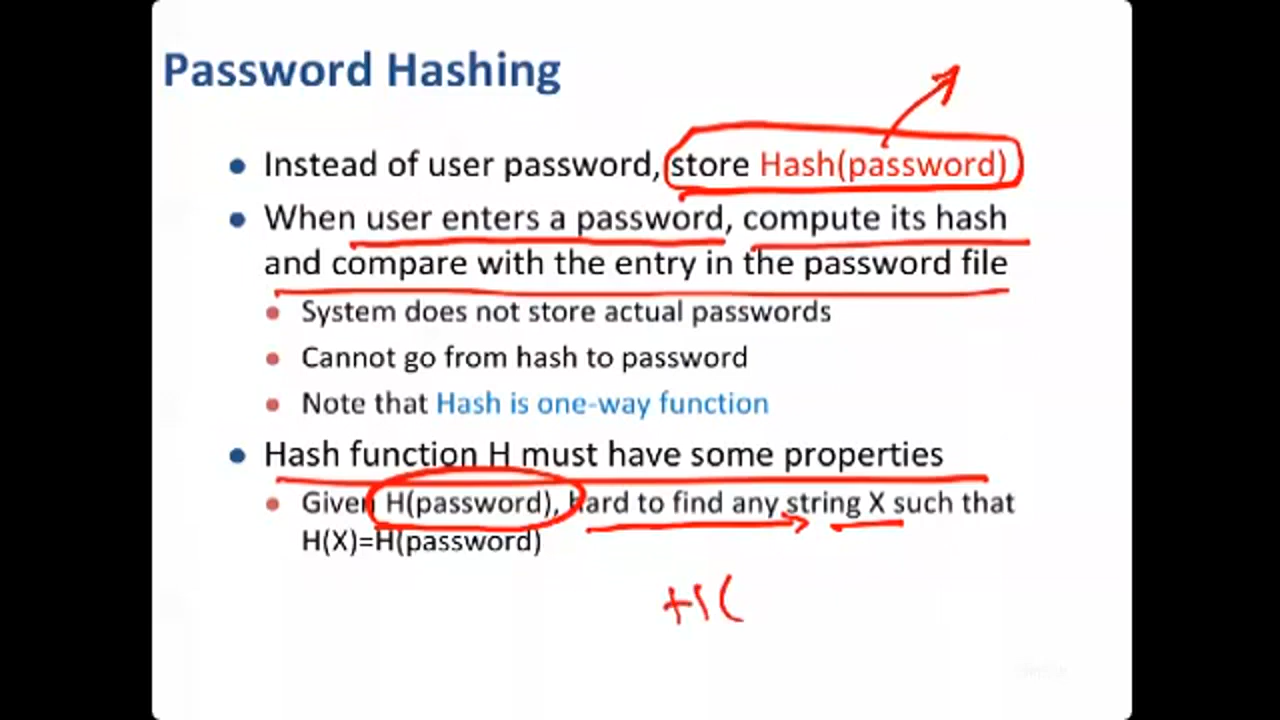 Password Hashing
• Instead of user password, store Hash(password)
• When user enters a password, compute its hash
and compare with the entry in the password file
• System does not store actual passwords
• Cannot go from hash to password
• Note that Hash is one-way function
• Hash function H must have some properties
• Given H(password), hard to find any string X such that
H(X)=H(password)
H(